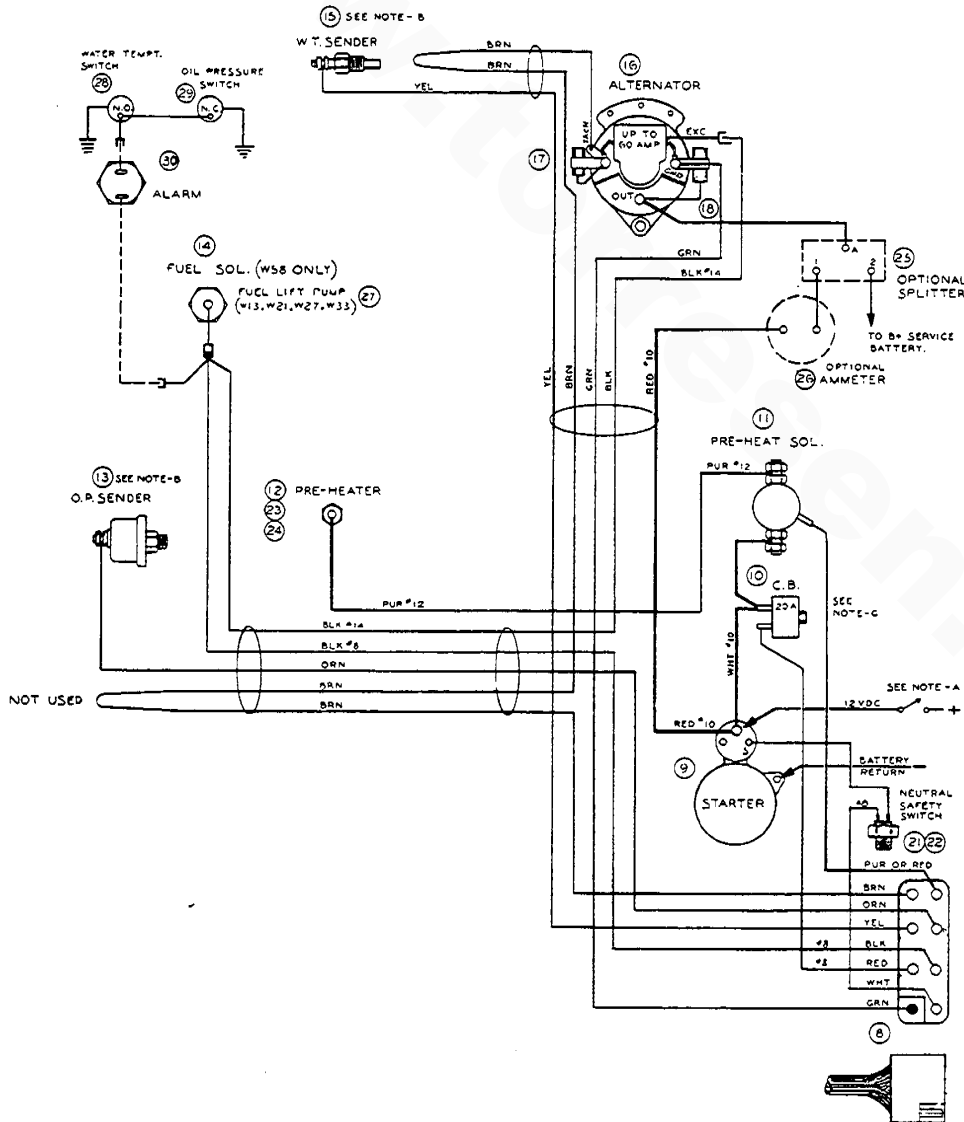 15 SEE NOTE-B
W.T. SENDER
BRN
BRN
YEL
WATER TEMPT.
SWITCH
28
OIL PRESSURE
SWITCH
29
N.O.
N.C.
30
ALARM
16
ALTERNATOR
TACH
UP TO
60 AMP
EXC
17
GND
OUT
18
GRN
BLK #14
A
1
2
25
OPTIONAL
SPLITTER
TO B+ SERVICE
BATTERY.
OPTIONAL
26 AMMETER
14
FUEL SOL. (W58 ONLY)
FUEL LIFT PUMP 27
(W13, W21, W27, W33)
YEL
BRN
GRN
BLK
RED #10
11
PRE-HEAT SOL.
PUR #12
13 SEE NOTE-B
O.P. SENDER
12 PRE-HEATER
23
24
10
C.B.
20 A
SEE
NOTE-C
PUR #12
WHT #10
BLK #14
BLK #8
ORN
BRN
NOT USED
BRN
SEE NOTE-A
12 VDC
+
RED #10
S
9
STARTER
BATTERY
RETURN
NEUTRAL
SAFETY
SWITCH
#8
21 22
PUR OR RED
BRN
ORN
YEL
#8 BLK
#8 RED
WHT
GRN
8